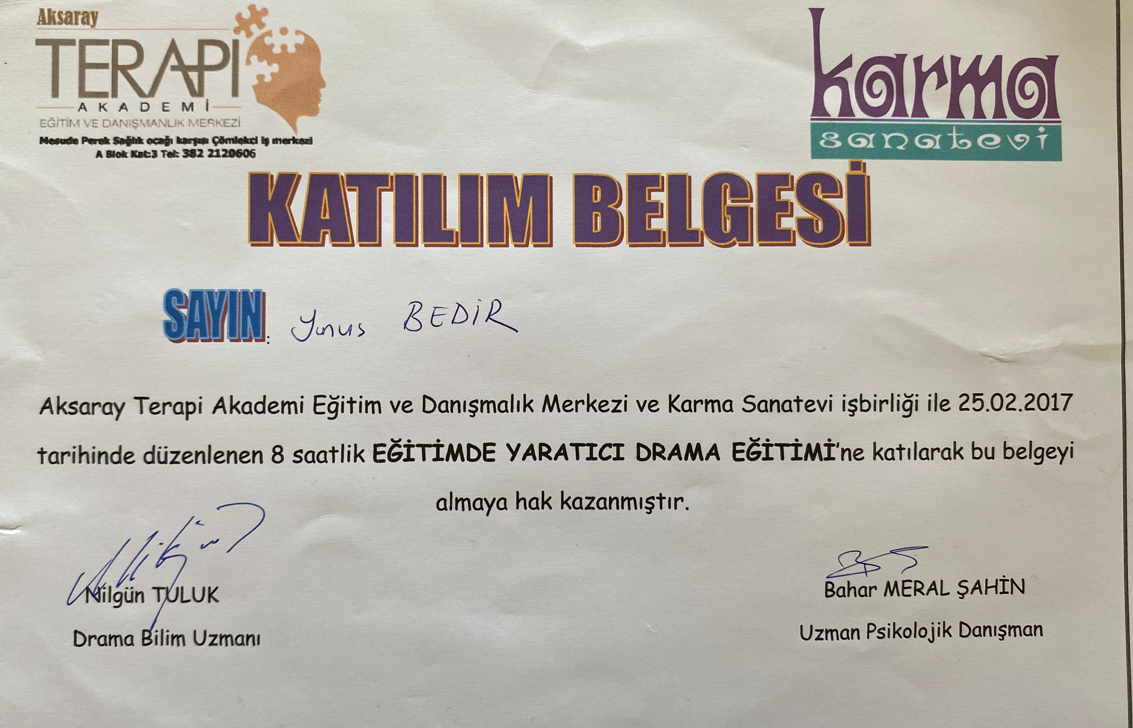 Aksaray
TERAPİ
AKADEMİ
EĞİTİM VE DANIŞMANLIK MERKEZİ
Mesude Perek Sağlık ocağı karşısı Çömlekci iş merkezi
A Blok Kat:3 Tel: 382 2120606
karma
sanatevi
KATILIM BELGESİ
SAYIN: Yunus BEDİR
Aksaray Terapi Akademi Eğitim ve Danışmalık Merkezi ve Karma Sanatevi işbirliği ile 25.02.2017
tarihinde düzenlenen 8 saatlik EĞİTİMDE YARATICI DRAMA EĞİTİMİ'ne katılarak bu belgeyi
almaya hak kazanmıştır.
Nilgün TULUK
Drama Bilim Uzmanı
Bahar MERAL ŞAHİN
Uzman Psikolojik Danışman